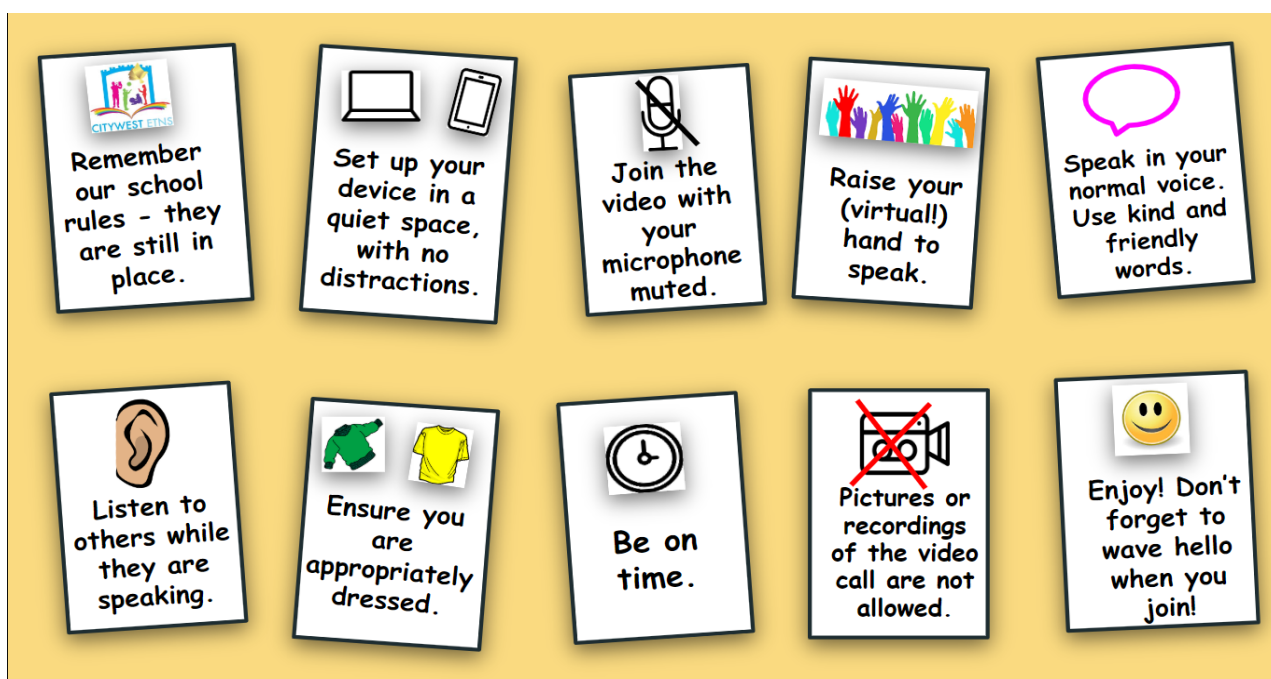 CITYWEST ETNS
Remember
our school
rules - they
are still in
place.
Set up your
device in a
quiet space,
with no
distractions.
Join the
video with
your
microphone
muted.
Raise your
(virtual!)
hand to
speak.
Speak in your
normal voice.
Use kind and
friendly
words.
Listen to
others while
they are
speaking.
Ensure you
are
appropriately
dressed.
Be on
time.
Pictures or
recordings
of the video
call are not
allowed.
Enjoy! Don't
forget to
wave hello
when you
join!